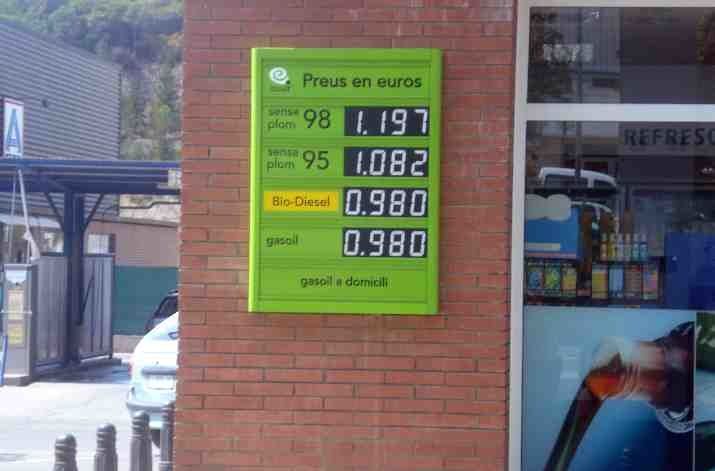 Preus en euros
sense plom 98 1.197
sense plom 95 1.082
Bio-Diesel 0.980
gasoil 0.980
gasoil a domicili
A
REFRESC